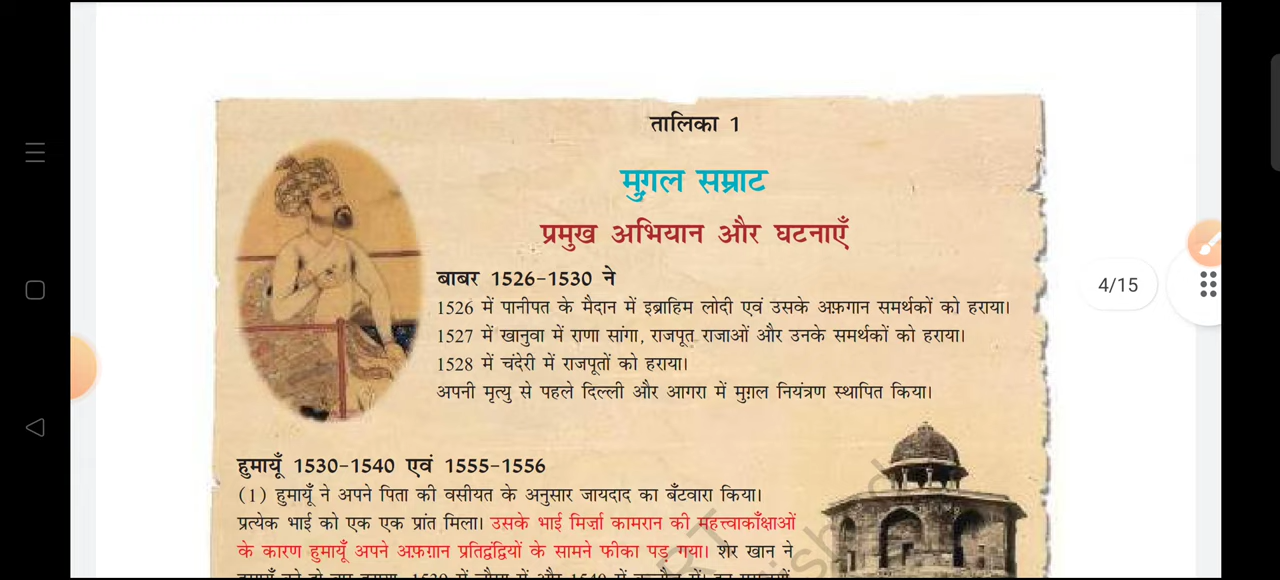 तालिका 1
मुग़ल सम्राट
प्रमुख अभियान और घटनाएँ
बाबर 1526-1530 ने
1526 में पानीपत के मैदान में इब्राहिम लोदी एवं उसके अफ़गान समर्थकों को हराया।
1527 में खानुवा में राणा सांगा, राजपूत राजाओं और उनके समर्थकों को हराया।
1528 में चंदेरी में राजपूतों को हराया।
अपनी मृत्यु से पहले दिल्ली और आगरा में मुग़ल नियंत्रण स्थापित किया।
4/15
हुमायूँ 1530-1540 एवं 1555-1556
(1) हुमायूँ ने अपने पिता की वसीयत के अनुसार जायदाद का बँटवारा किया।
प्रत्येक भाई को एक एक प्रांत मिला। उसके भाई मिर्ज़ा कामरान की महत्त्वाकाँक्षाओं
के कारण हुमायूँ अपने अफ़ग़ान प्रतिद्वंद्वियों के सामने फीका पड़ गया। शेर खान ने